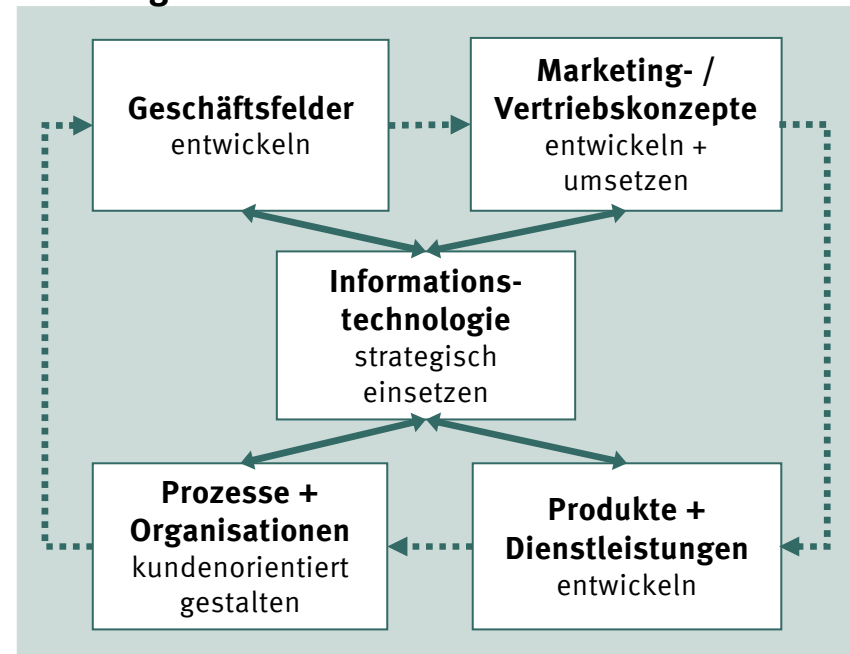 Geschäftsfelder
entwickeln
Marketing- /
Vertriebskonzepte
entwickeln +
umsetzen
Informations-
technologie
strategisch
einsetzen
Prozesse +
Organisationen
kundenorientiert
gestalten
Produkte +
Dienstleistungen
entwickeln